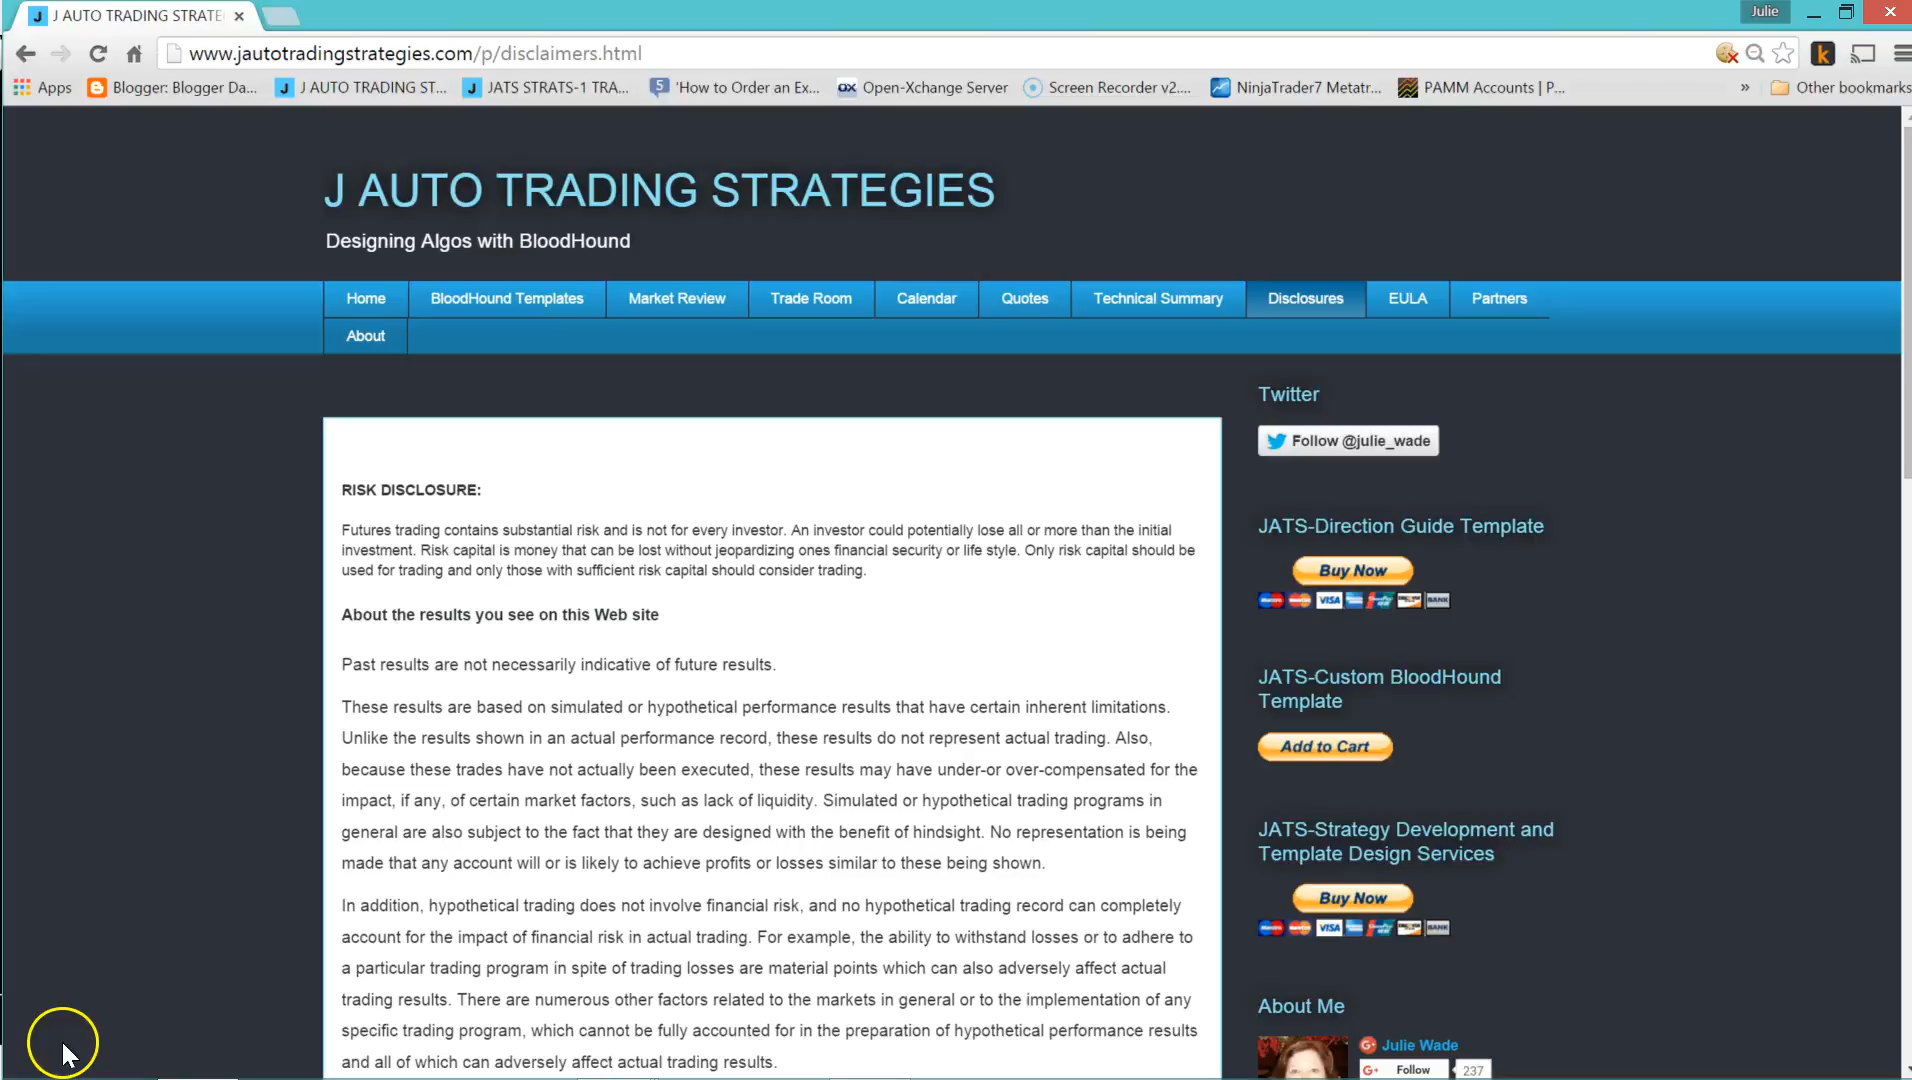 J AUTO TRADING STRATE
Julie
www.jautotradingstrategies.com/p/disclaimers.html
Apps
Blogger: Blogger Da...
J AUTO TRADING ST...
JATS STRATS-1 TRA...
'How to Order an Ex...
Open-Xchange Server
Screen Recorder v2....
NinjaTrader7 Metatr...
PAMM Accounts | P...
»
Other bookmarks
J AUTO TRADING STRATEGIES
Designing Algos with BloodHound
Home
BloodHound Templates
Market Review
Trade Room
Calendar
Quotes
Technical Summary
Disclosures
EULA
Partners
About
RISK DISCLOSURE:
Futures trading contains substantial risk and is not for every investor. An investor could potentially lose all or more than the initial
investment. Risk capital is money that can be lost without jeopardizing ones financial security or life style. Only risk capital should be
used for trading and only those with sufficient risk capital should consider trading.
About the results you see on this Web site
Past results are not necessarily indicative of future results.
These results are based on simulated or hypothetical performance results that have certain inherent limitations.
Unlike the results shown in an actual performance record, these results do not represent actual trading. Also,
because these trades have not actually been executed, these results may have under-or over-compensated for the
impact, if any, of certain market factors, such as lack of liquidity. Simulated or hypothetical trading programs in
general are also subject to the fact that they are designed with the benefit of hindsight. No representation is being
made that any account will or is likely to achieve profits or losses similar to these being shown.
In addition, hypothetical trading does not involve financial risk, and no hypothetical trading record can completely
account for the impact of financial risk in actual trading. For example, the ability to withstand losses or to adhere to
a particular trading program in spite of trading losses are material points which can also adversely affect actual
trading results. There are numerous other factors related to the markets in general or to the implementation of any
specific trading program, which cannot be fully accounted for in the preparation of hypothetical performance results
and all of which can adversely affect actual trading results.
Twitter
Follow @julie_wade
JATS-Direction Guide Template
Buy Now
VISA
BANK
JATS-Custom BloodHound
Template
Add to Cart
JATS-Strategy Development and
Template Design Services
Buy Now
VISA
BANK
About Me
Julie Wade
G+ Follow
237